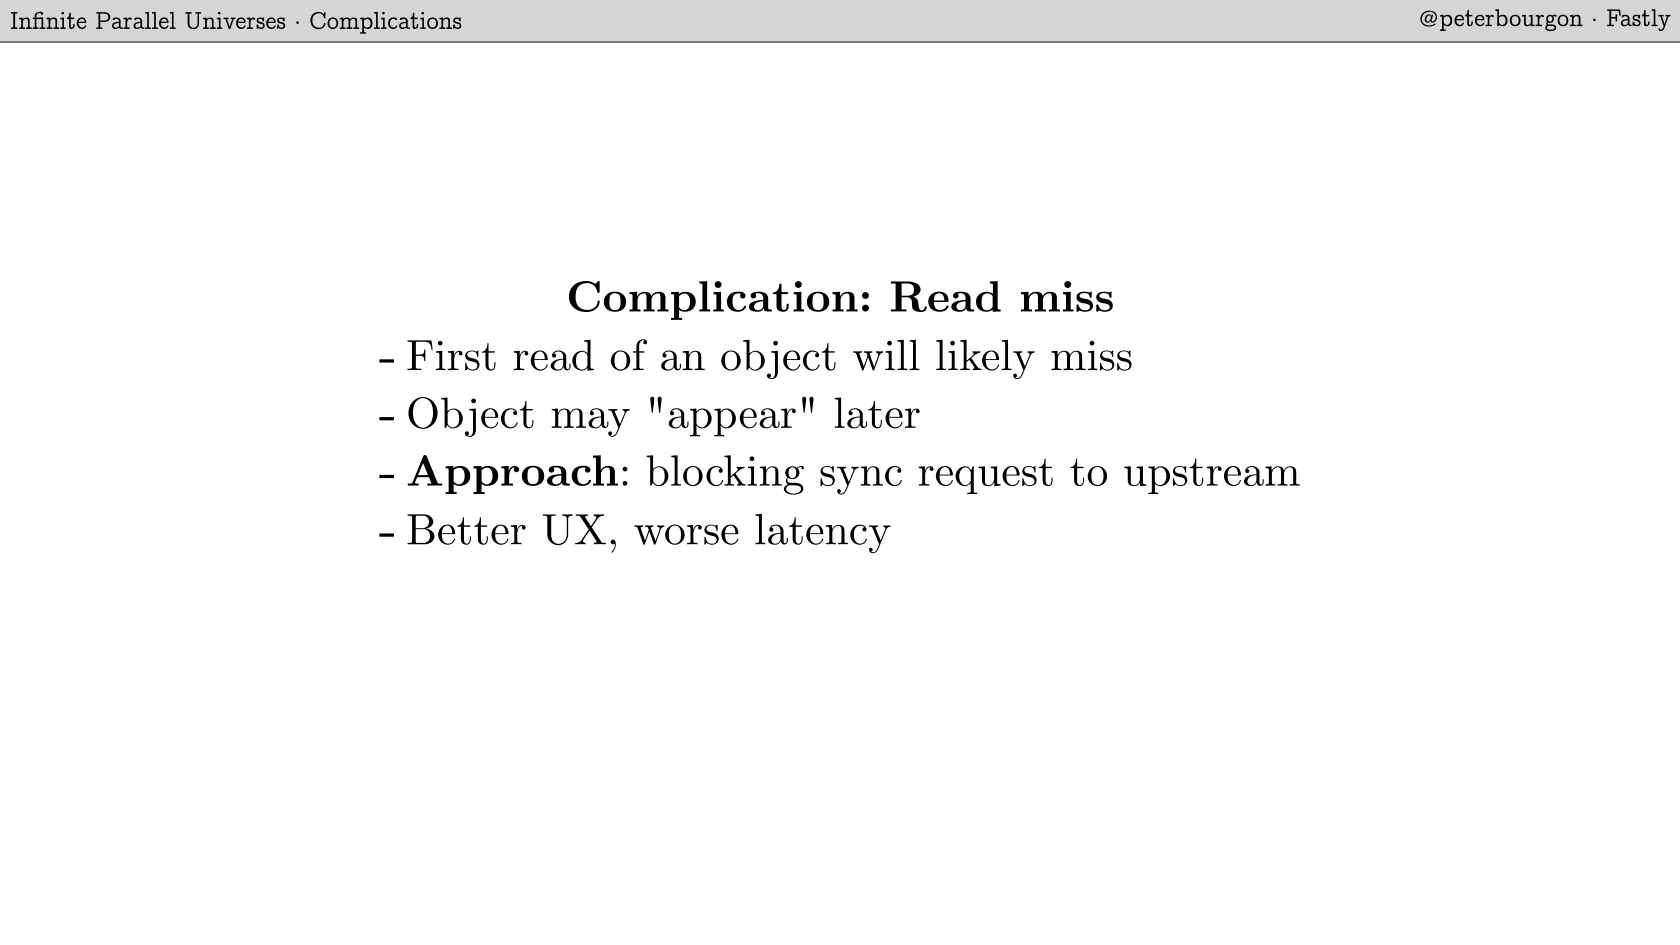 Infinite Parallel Universes · Complications
@peterbourgon · Fastly
Complication: Read miss
- First read of an object will likely miss
- Object may "appear" later
- Approach: blocking sync request to upstream
- Better UX, worse latency